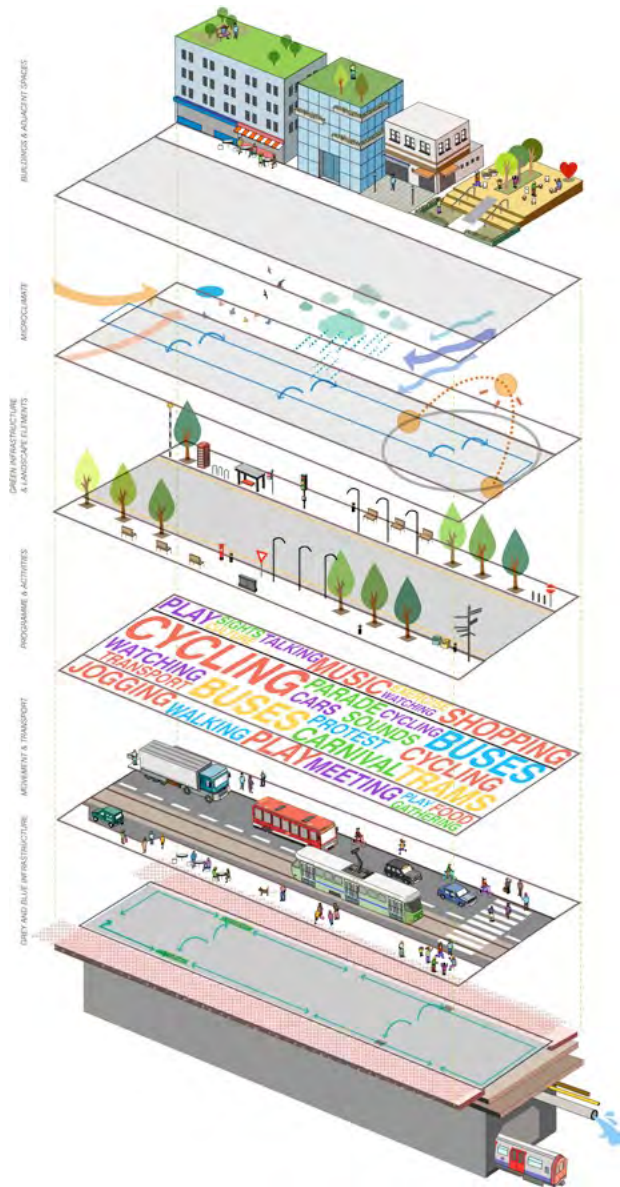 BUILDINGS & ADJACENT SPACES
MICROCLIMATE
GREEN INFRASTRUCTURE
& LANDSCAPE ELEMENTS
PROGRAMME & ACTIVITIES
PLAY
SIGHTS
TALKING
MUSIC
WATCHING
SHOPPING
CYCLING
WATCHING
TRANSPORT
JOGGING
BUSES
CARS
PARADE
SOUNDS
CYCLING
BUSES
WALKING
PLAY
PROTEST
CARNIVAL
CYCLING
TRAMS
MEETING
PLAY
FOOD
GATHERING
MOVEMENT & TRANSPORT
GREY AND BLUE INFRASTRUCTURE